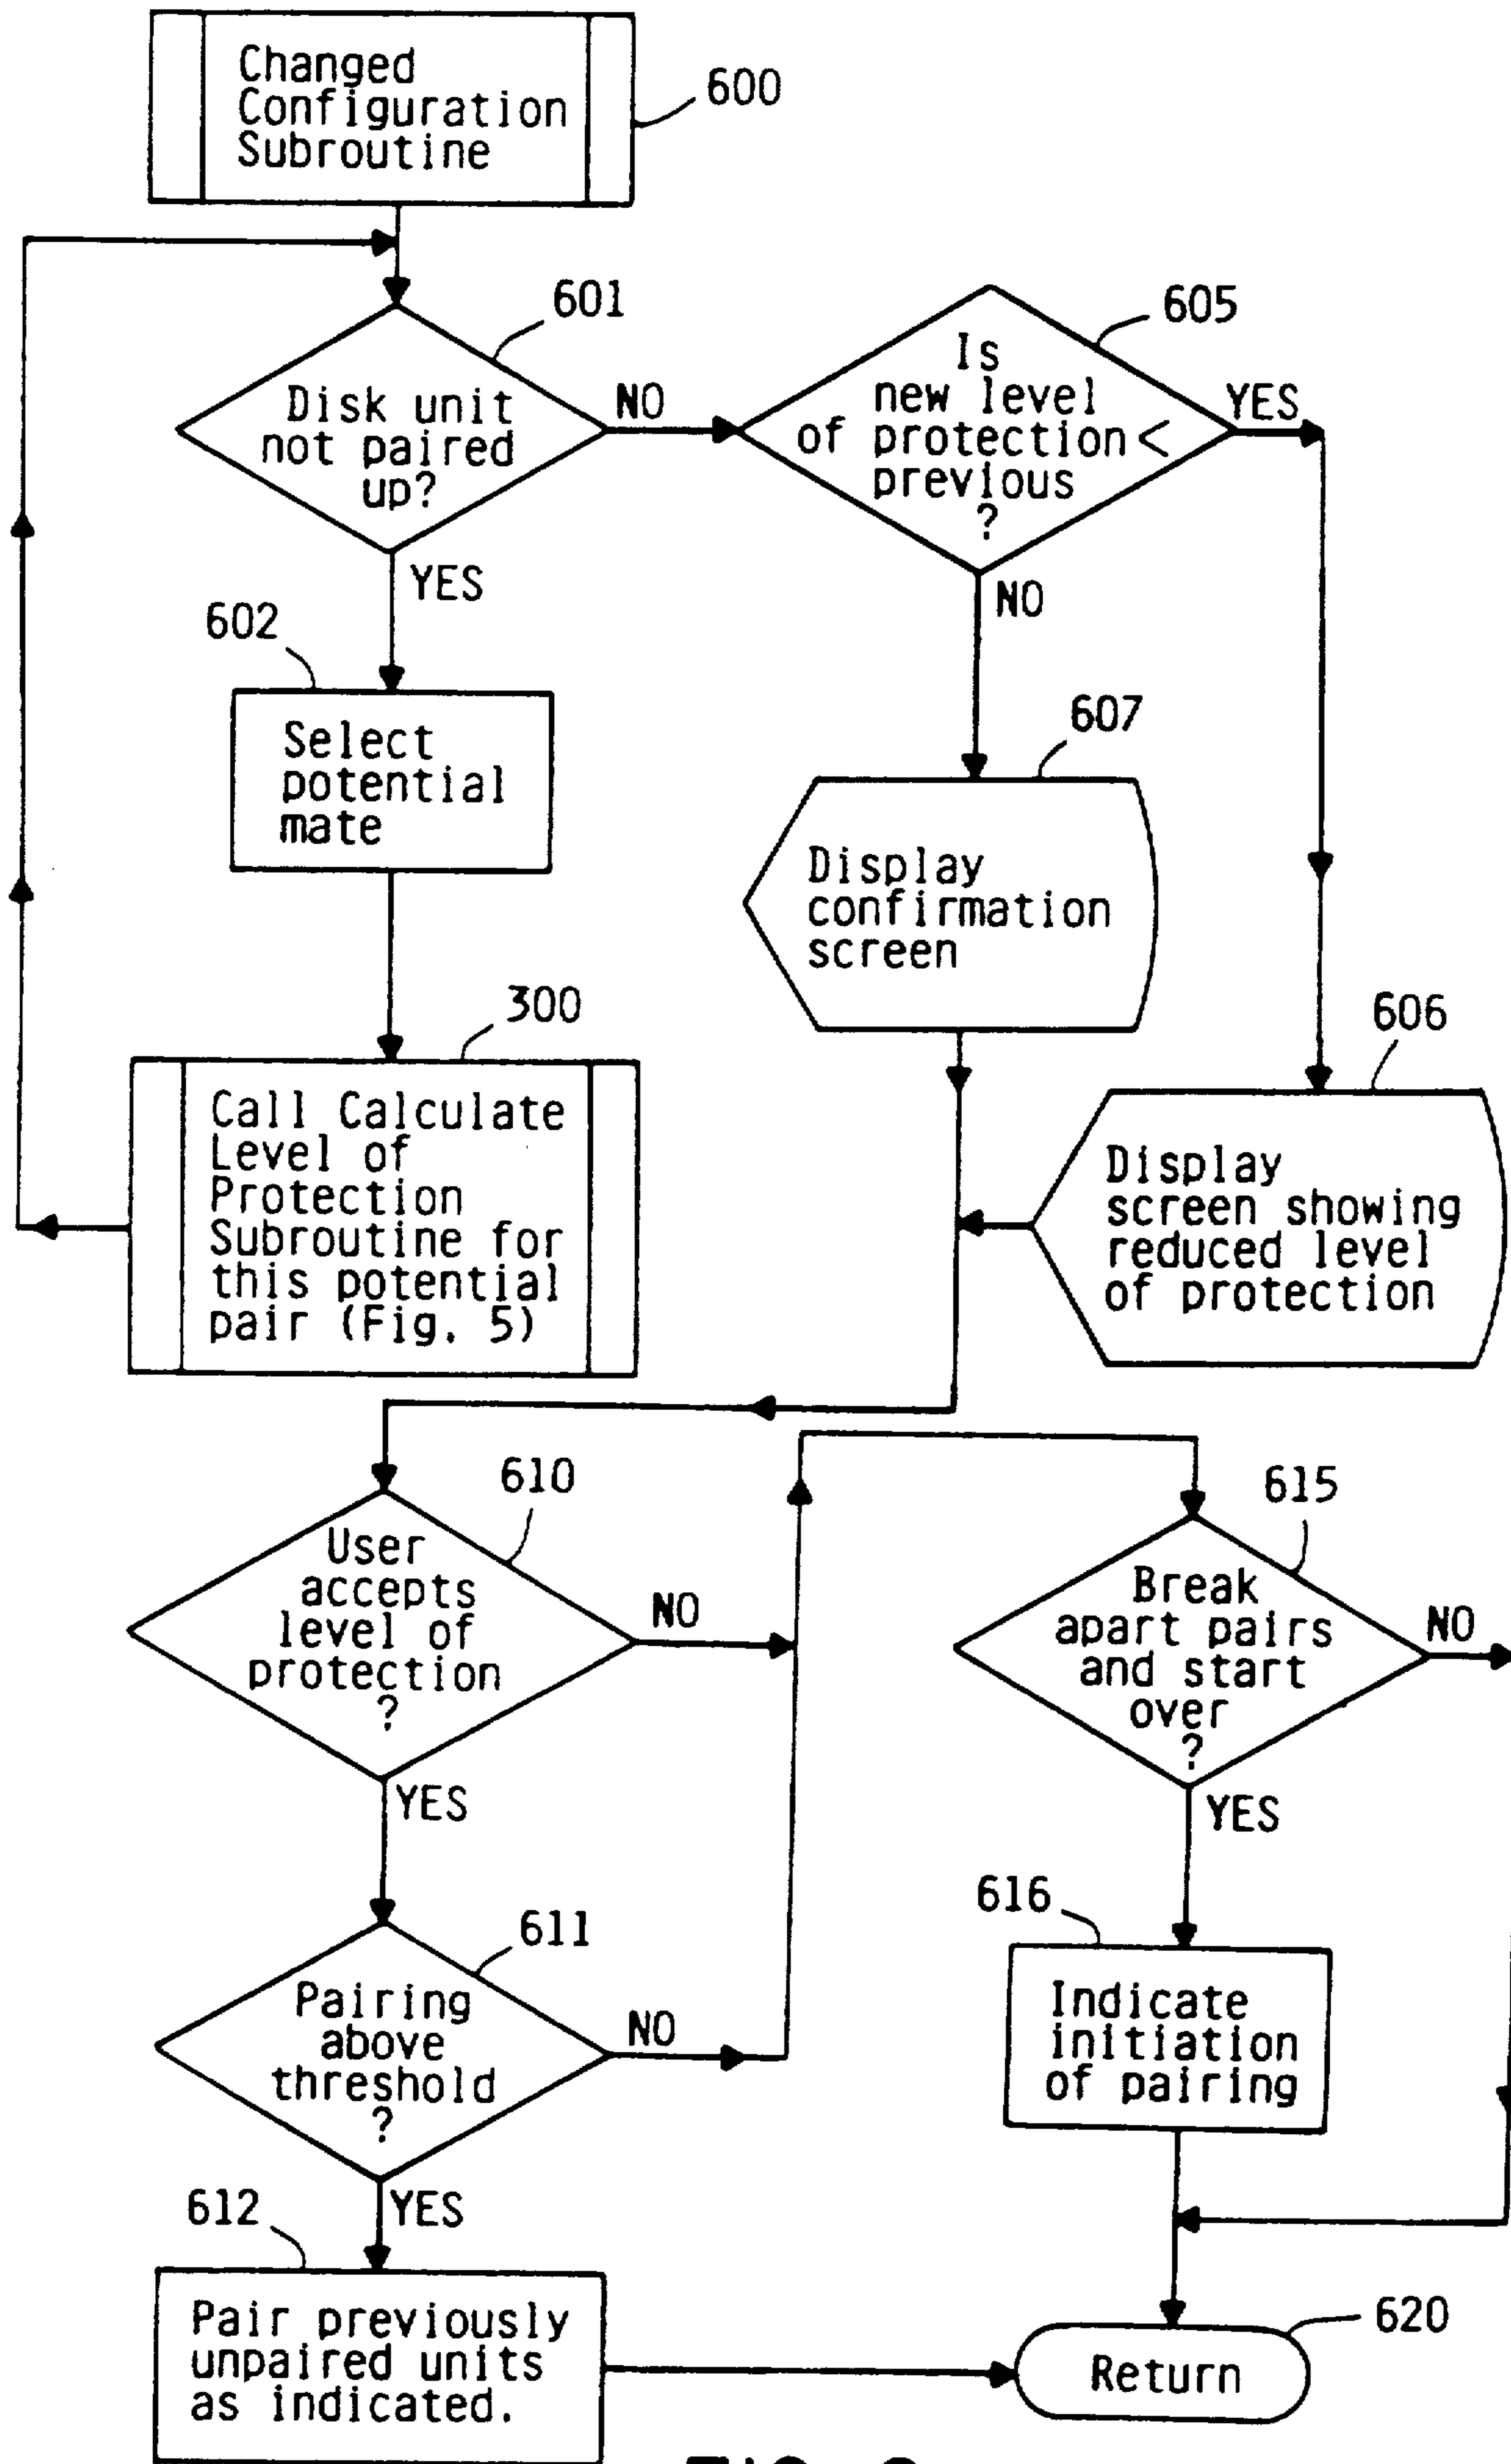 Changed
Configuration
Subroutine
600
601
Disk unit
not paired
up?
NO
YES
605
Is
new level
of protection <
previous
?
YES
NO
602
Select
potential
mate
607
Display
confirmation
screen
300
Call Calculate
Level of
Protection
Subroutine for
this potential
pair (Fig. 5)
606
Display
screen showing
reduced level
of protection
610
User
accepts
level of
protection
?
NO
YES
615
Break
apart pairs
and start
over
?
NO
YES
611
Pairing
above
threshold
?
NO
YES
616
Indicate
initiation
of pairing
612
Pair previously
unpaired units
as indicated.
620
Return